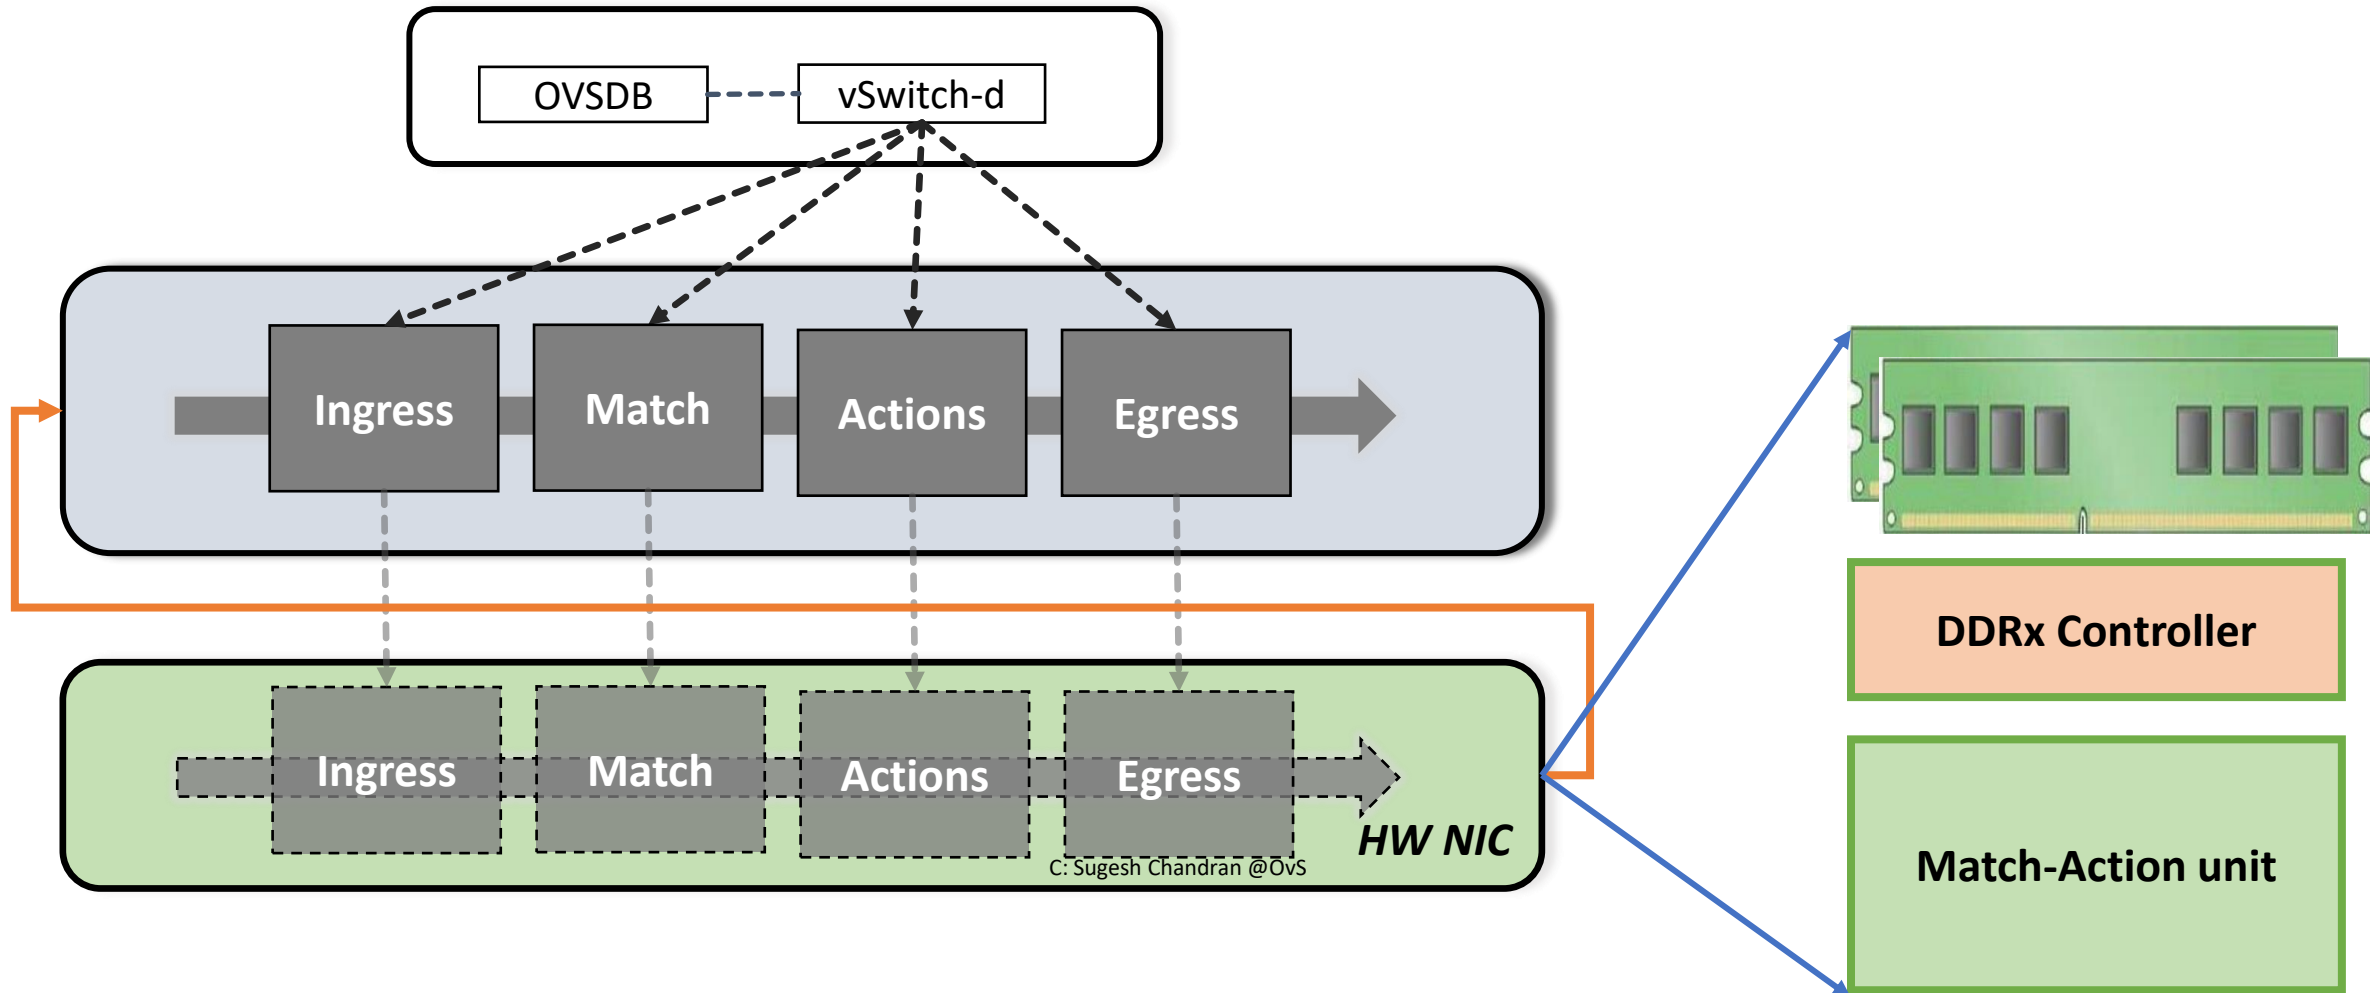 OVSDB
vSwitch-d
Ingress
Match
Actions
Egress
DDRx Controller
Ingress
Match
Actions
Egress
HW NIC
C: Sugesh Chandran @OvS
Match-Action unit